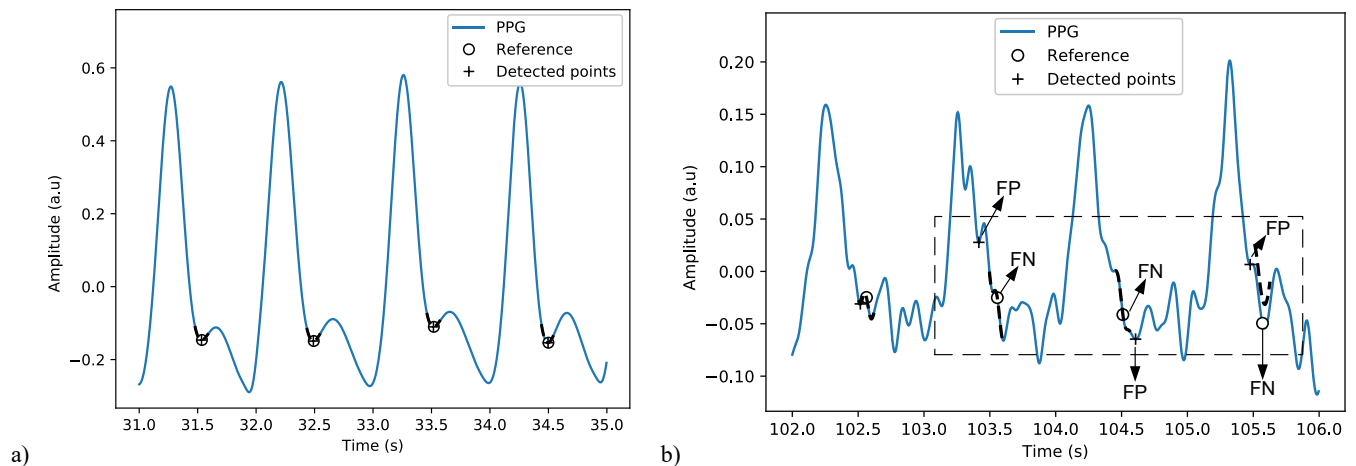 PPG
Reference
Detected points
0.6
0.4
0.2
0.0
−0.2
Amplitude (a.u)
31.0 31.5 32.0 32.5 33.0 33.5 34.0 34.5 35.0
Time (s)
a)
PPG
Reference
Detected points
0.20
0.15
0.10
0.05
0.00
−0.05
−0.10
Amplitude (a.u)
FP
FN
FN
FP
FP
FN
102.0 102.5 103.0 103.5 104.0 104.5 105.0 105.5 106.0
Time (s)
b)